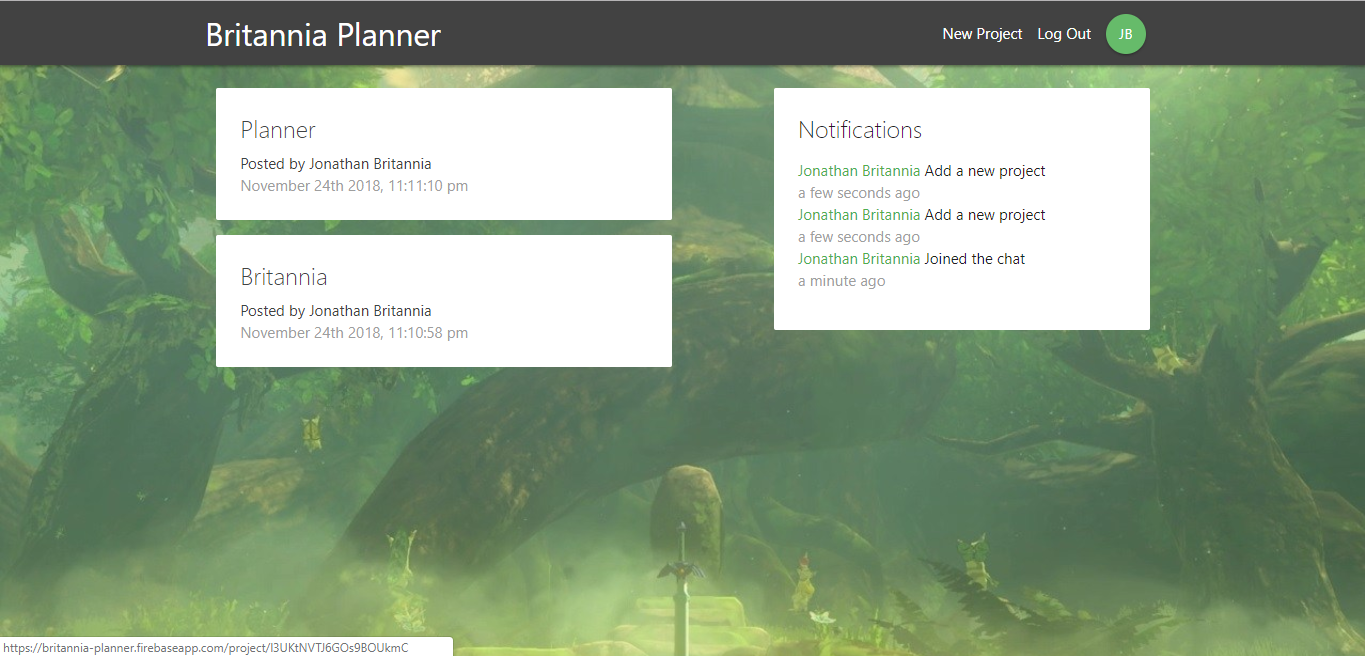 Britannia Planner
New Project
Log Out
JB
Planner
Posted by Jonathan Britannia
November 24th 2018, 11:11:10 pm
Britannia
Posted by Jonathan Britannia
November 24th 2018, 11:10:58 pm
Notifications
Jonathan Britannia Add a new project
a few seconds ago
Jonathan Britannia Add a new project
a few seconds ago
Jonathan Britannia Joined the chat
a minute ago
https://britannia-planner.firebaseapp.com/project/l3UKtNVTJ6GOs9BOUkmC